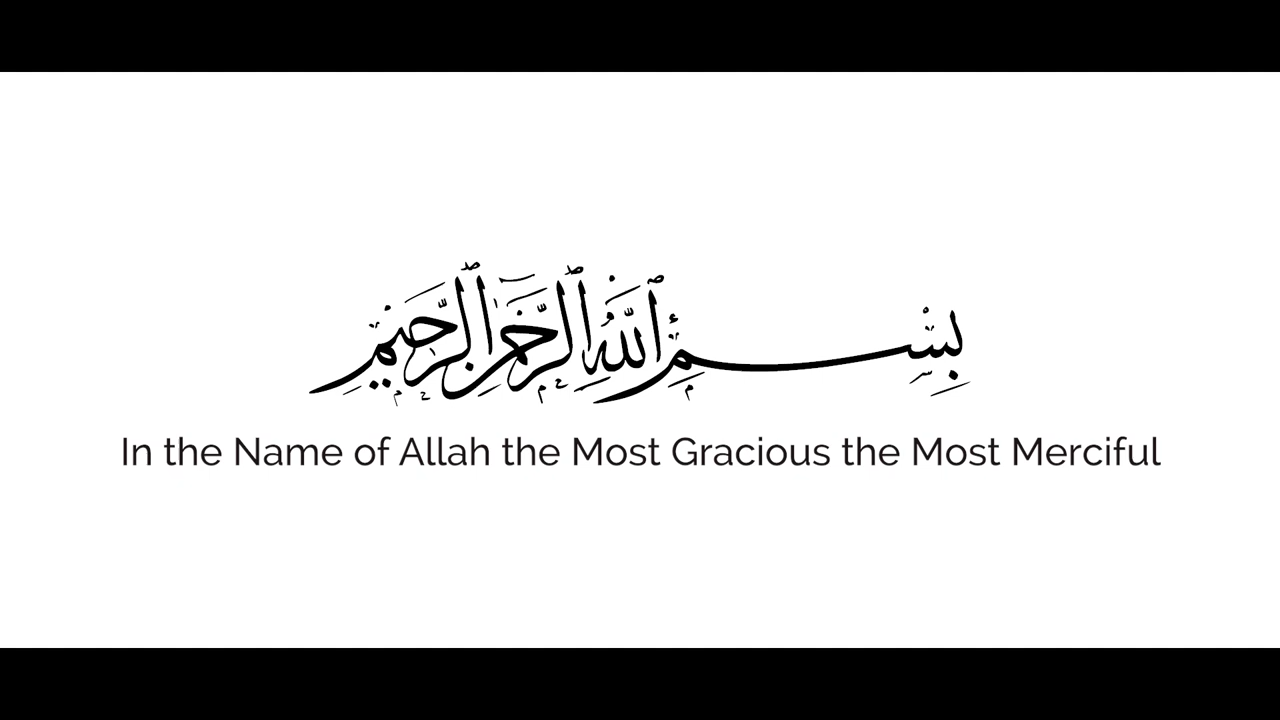 بِسْمِ ٱللَّهِ ٱلرَّحْمَٰنِ ٱلرَّحِيمِ
In the Name of Allah the Most Gracious the Most Merciful